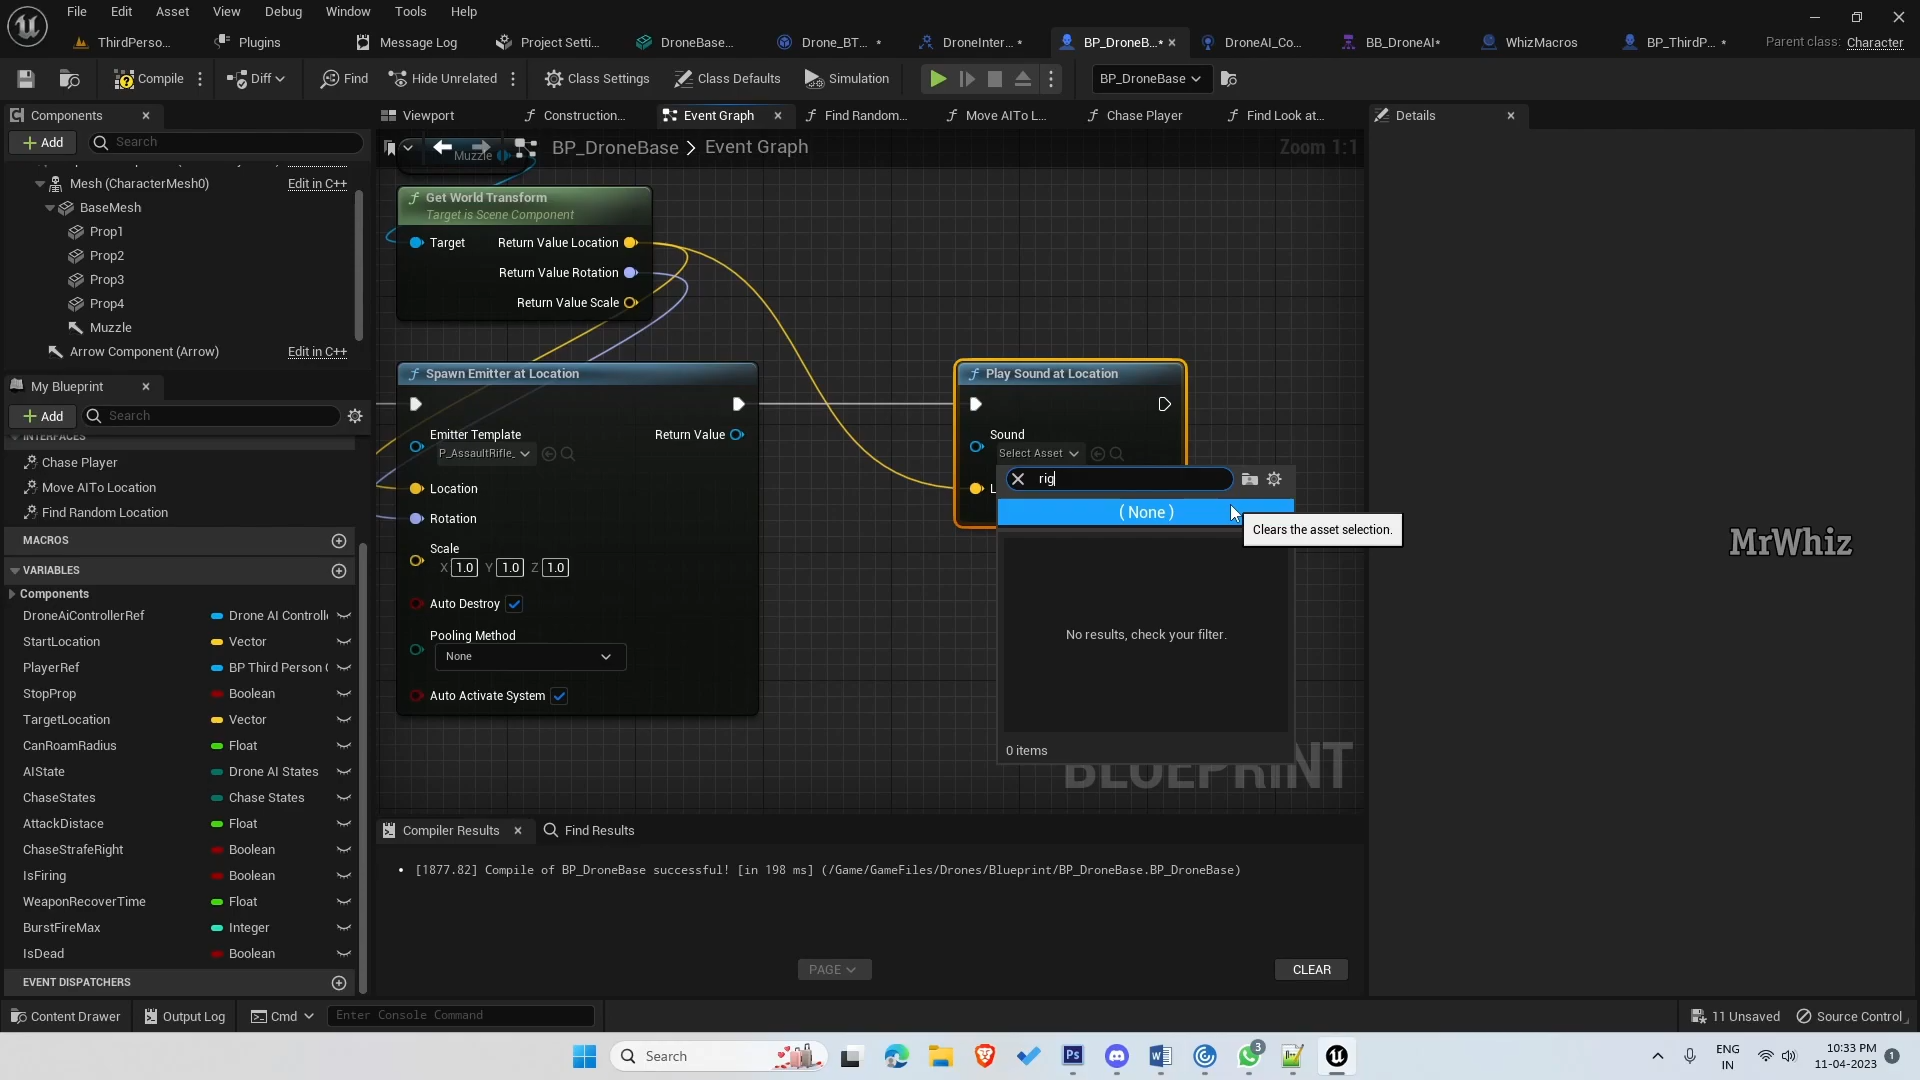 File Edit Asset View Debug Window Tools Help
ThirdPerso... Plugins Message Log Project Setti... DroneBase... Drone_BT... * DroneInter... * BP_DroneB...* DroneAI_Co... BB_DroneAI* WhizMacros BP_ThirdP... * Parent class: Character
Compile Diff Find Hide Unrelated Class Settings Class Defaults Simulation BP_DroneBase
Components Viewport Construction... Event Graph Find Random... Move AITo L... Chase Player Find Look at... Details
Add Search
BP_DroneBase > Event Graph Zoom 1:1
Muzzle
Mesh (CharacterMesh0) Edit in C++
BaseMesh
Prop1
Prop2
Prop3
Prop4
Muzzle
Arrow Component (Arrow) Edit in C++
My Blueprint
Add Search
INTERFACES
Chase Player
Move AITo Location
Find Random Location
MACROS
VARIABLES
Components
DroneAiControllerRef Drone AI Controll
StartLocation Vector
PlayerRef BP Third Person
StopProp Boolean
TargetLocation Vector
CanRoamRadius Float
AIState Drone AI States
ChaseStates Chase States
AttackDistace Float
ChaseStrafeRight Boolean
IsFiring Boolean
WeaponRecoverTime Float
BurstFireMax Integer
IsDead Boolean
EVENT DISPATCHERS
Get World Transform
Target is Scene Component
Target Return Value Location
Return Value Rotation
Return Value Scale
Spawn Emitter at Location
Emitter Template Return Value
P_AssaultRifle_
Location
Rotation
Scale
X 1.0 Y 1.0 Z 1.0
Auto Destroy
Pooling Method
None
Auto Activate System
Play Sound at Location
Sound
Select Asset
L
rig
( None )
Clears the asset selection.
No results, check your filter.
0 items
BLUEPRINT
MrWhiz
Compiler Results Find Results
• [1877.82] Compile of BP_DroneBase successful! [in 198 ms] (/Game/GameFiles/Drones/Blueprint/BP_DroneBase.BP_DroneBase)
PAGE CLEAR
Content Drawer Output Log Cmd Enter Console Command 11 Unsaved Source Control
Search Ps 3 ENG
IN 10:33 PM
11-04-2023 1